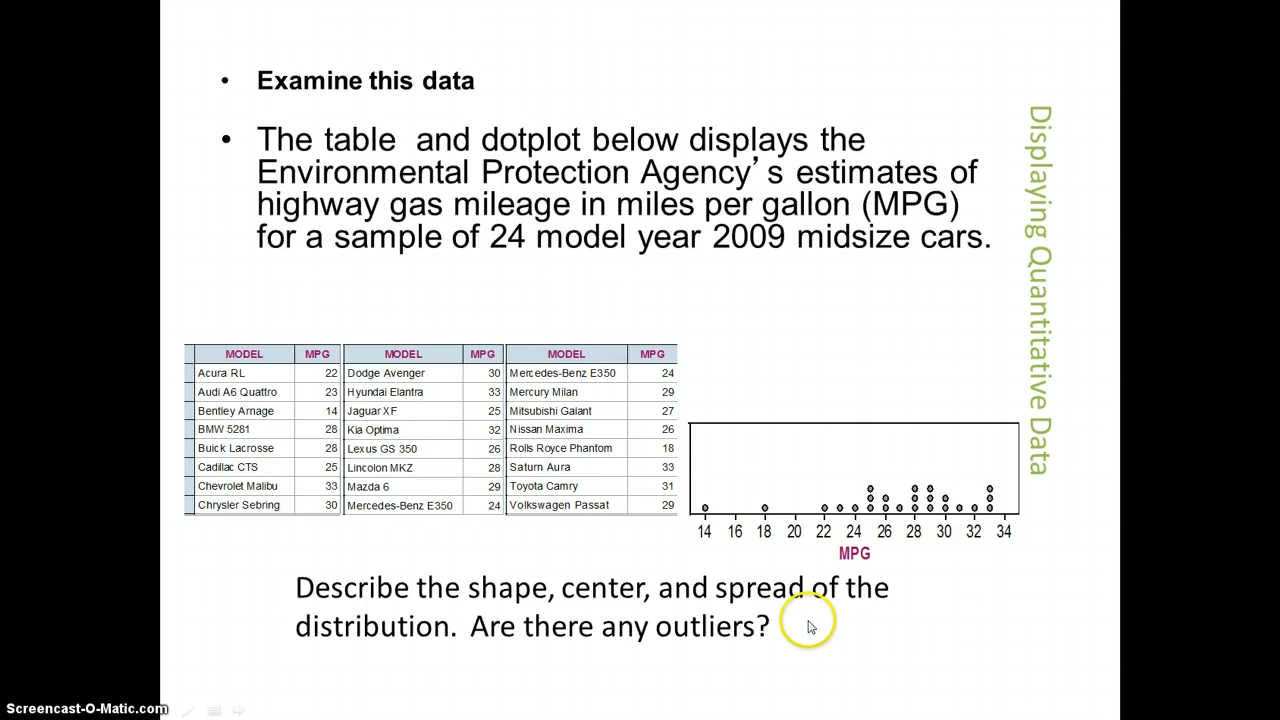 Examine this data
The table and dotplot below displays the
Environmental Protection Agency’s estimates of
highway gas mileage in miles per gallon (MPG)
for a sample of 24 model year 2009 midsize cars.
Displaying Quantitative Data
MODEL MPG MODEL MPG MODEL MPG
Acura RL 22 Dodge Avenger 30 Mercedes-Benz E350 24
Audi A6 Quattro 23 Hyundai Elantra 33 Mercury Milan 29
Bentley Arnage 14 Jaguar XF 25 Mitsubishi Galant 27
BMW 5281 28 Kia Optima 32 Nissan Maxima 26
Buick Lacrosse 28 Lexus GS 350 26 Rolls Royce Phantom 18
Cadillac CTS 25 Lincolon MKZ 28 Saturn Aura 33
Chevrolet Malibu 33 Mazda 6 29 Toyota Camry 31
Chrysler Sebring 30 Mercedes-Benz E350 24 Volkswagen Passat 29
14 16 18 20 22 24 26 28 30 32 34
MPG
Describe the shape, center, and spread of the
distribution. Are there any outliers?
Screencast-O-Matic.com